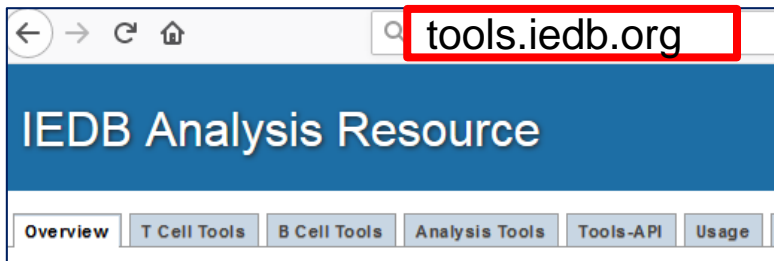 tools.iedb.org
IEDB Analysis Resource
Overview T Cell Tools B Cell Tools Analysis Tools Tools-API Usage